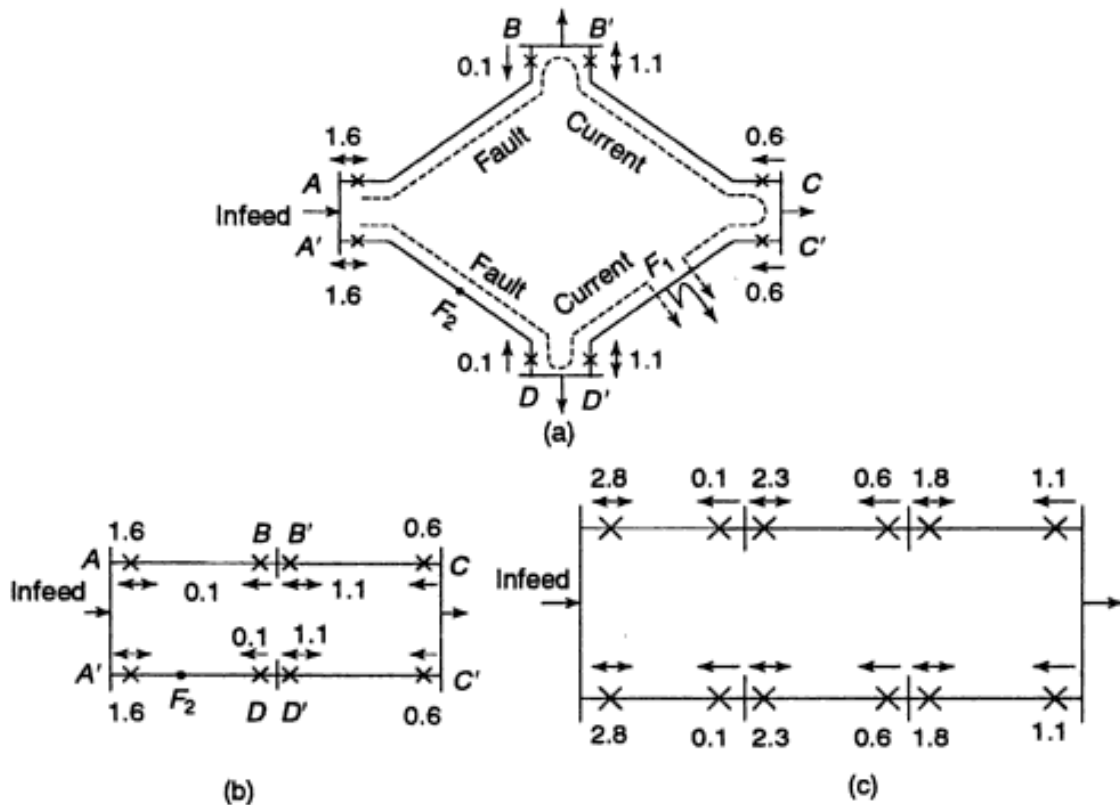 B B'
0.1 1.1
1.6 Fault Current 0.6
A C
Infeed
A' C'
1.6 Fault Current F1 0.6
F2
0.1 1.1
D D'
(a)
2.8 0.1 2.3 0.6 1.8 1.1
1.6 B B' 0.6
A C
Infeed 0.1 1.1
Infeed
0.1 1.1
A' C'
1.6 F2 D D' 0.6
2.8 0.1 2.3 0.6 1.8 1.1
(b)
(c)